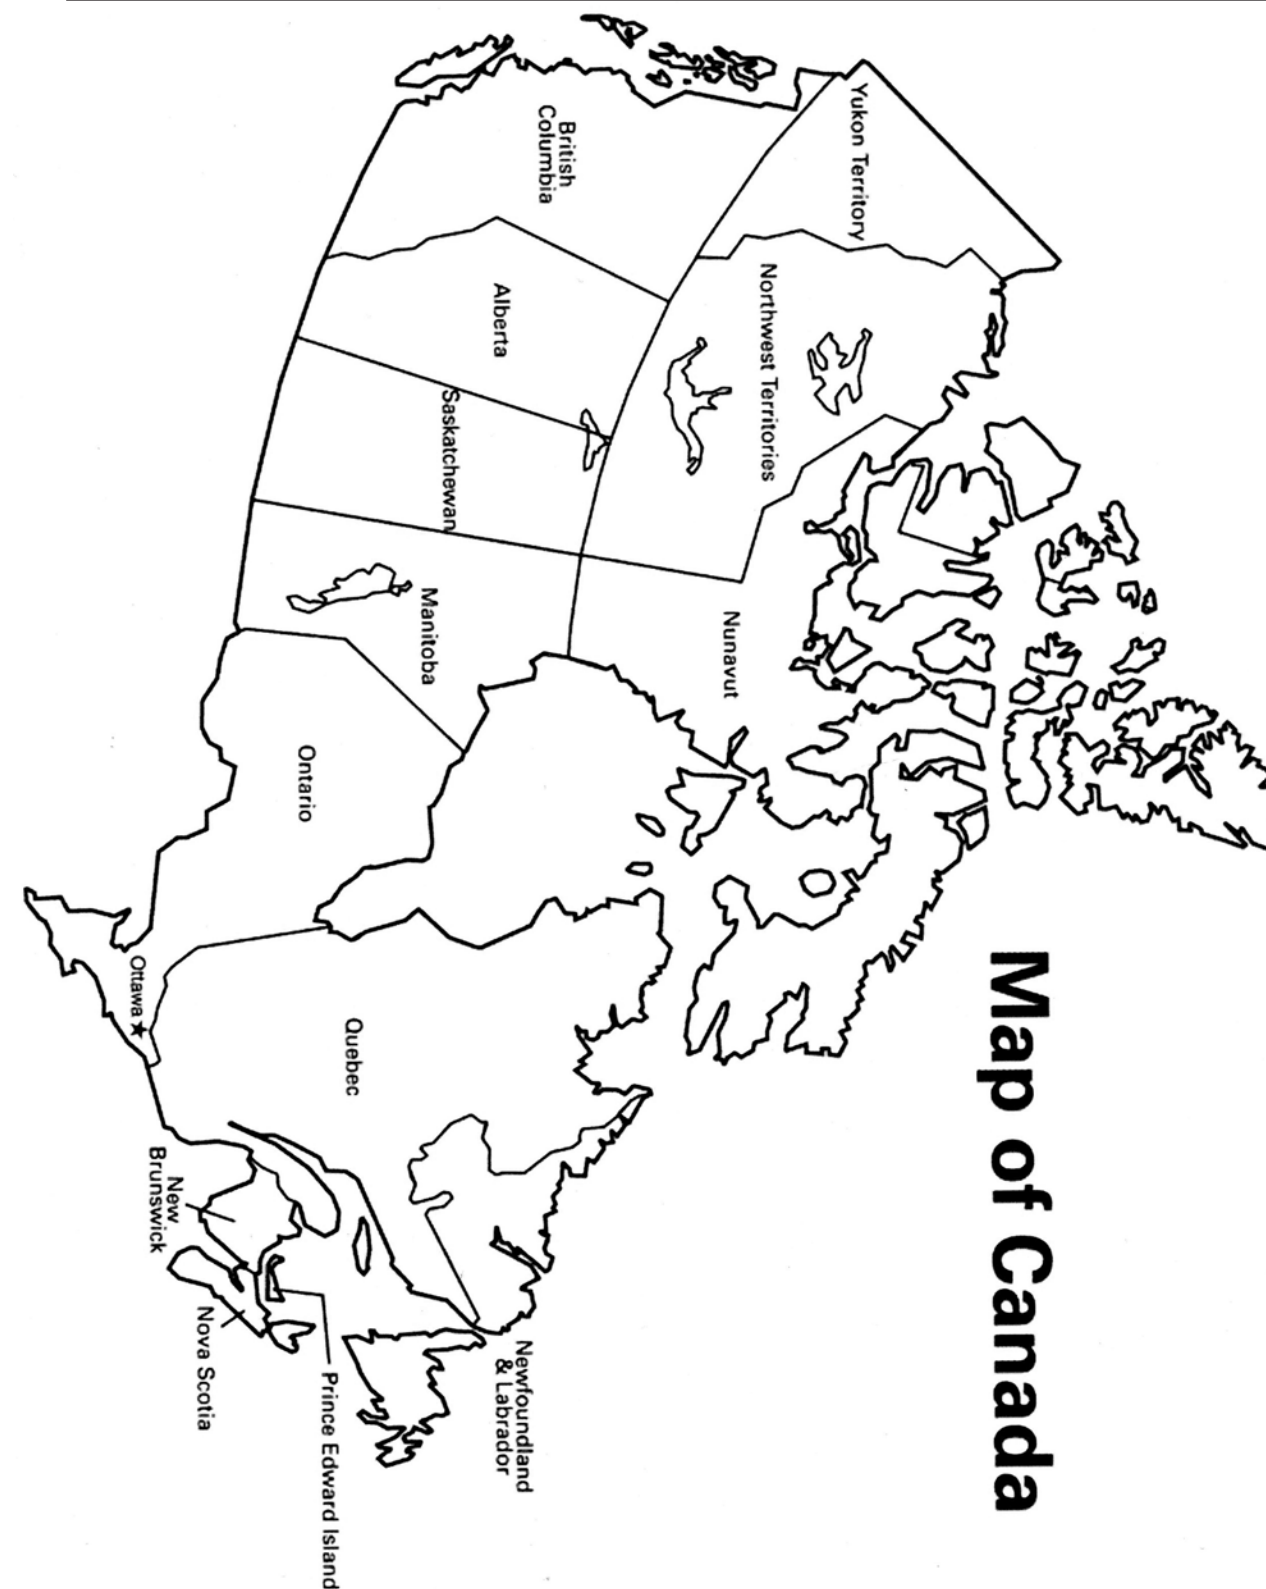 Map of Canada
Yukon Territory
Northwest Territories
Nunavut
British
Columbia
Alberta
Saskatchewan
Manitoba
Ontario
Ottawa
Quebec
Newfoundland
& Labrador
Prince Edward Island
New
Brunswick
Nova Scotia